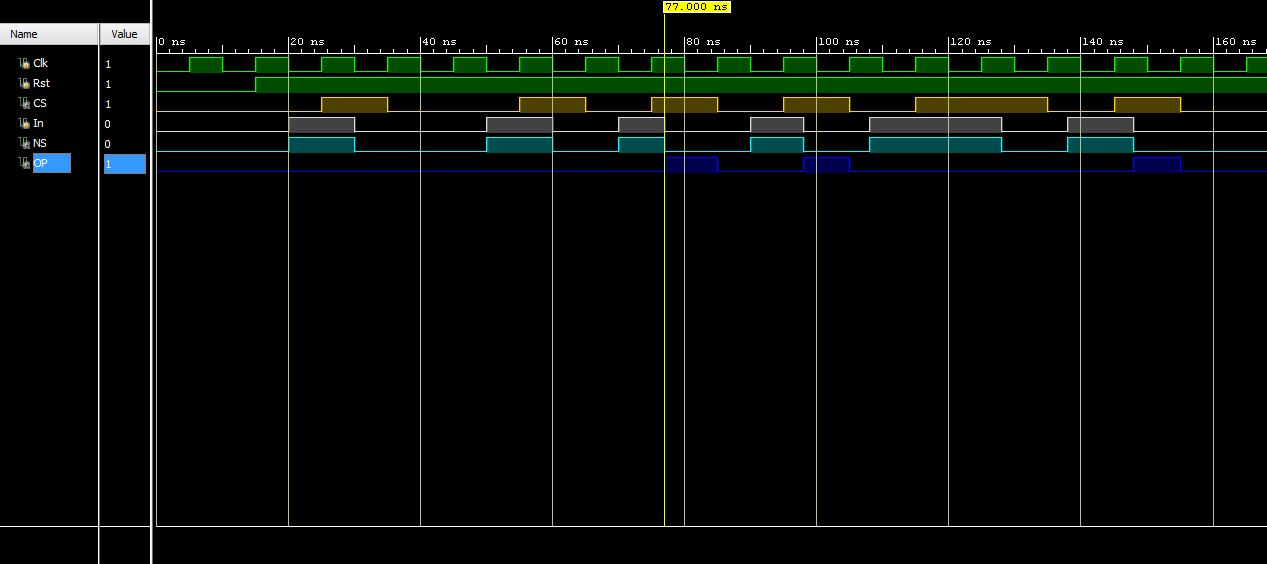 77.000 ns
Name Value
0 ns 20 ns 40 ns 60 ns 80 ns 100 ns 120 ns 140 ns 160 ns
Clk 1
Rst 1
CS 1
In 0
NS 0
OP 1